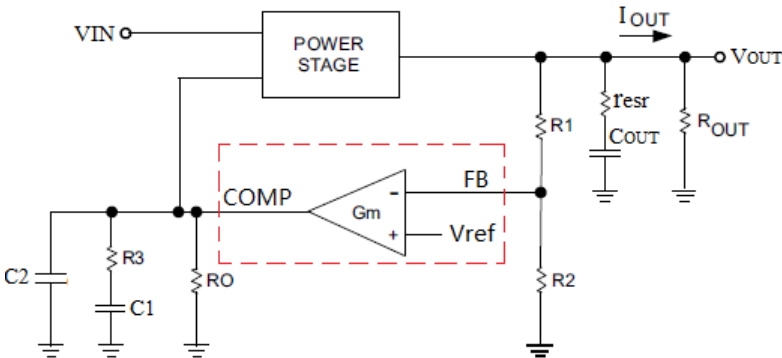 VIN
POWER
STAGE
IOUT
VOUT
resr
COUT
ROUT
R1
FB
COMP
Gm
-
+
Vref
C2
R3
C1
RO
R2